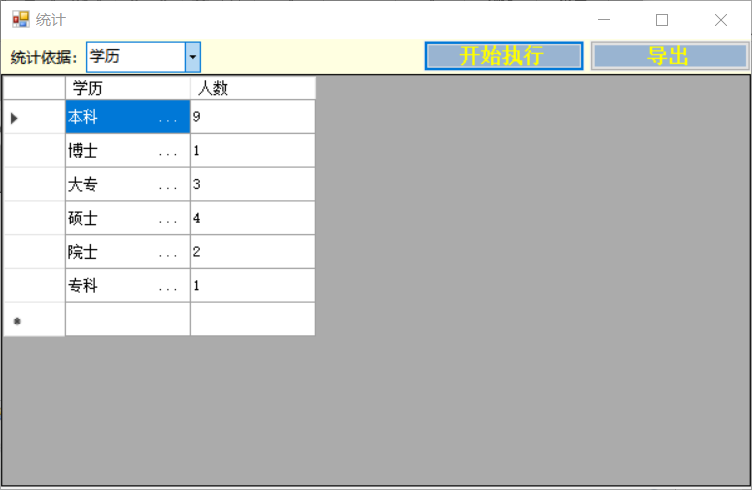 统计
统计依据: 学历 开始执行 导出
学历 人数
本科 ... 9
博士 ... 1
大专 ... 3
硕士 ... 4
院士 ... 2
专科 ... 1